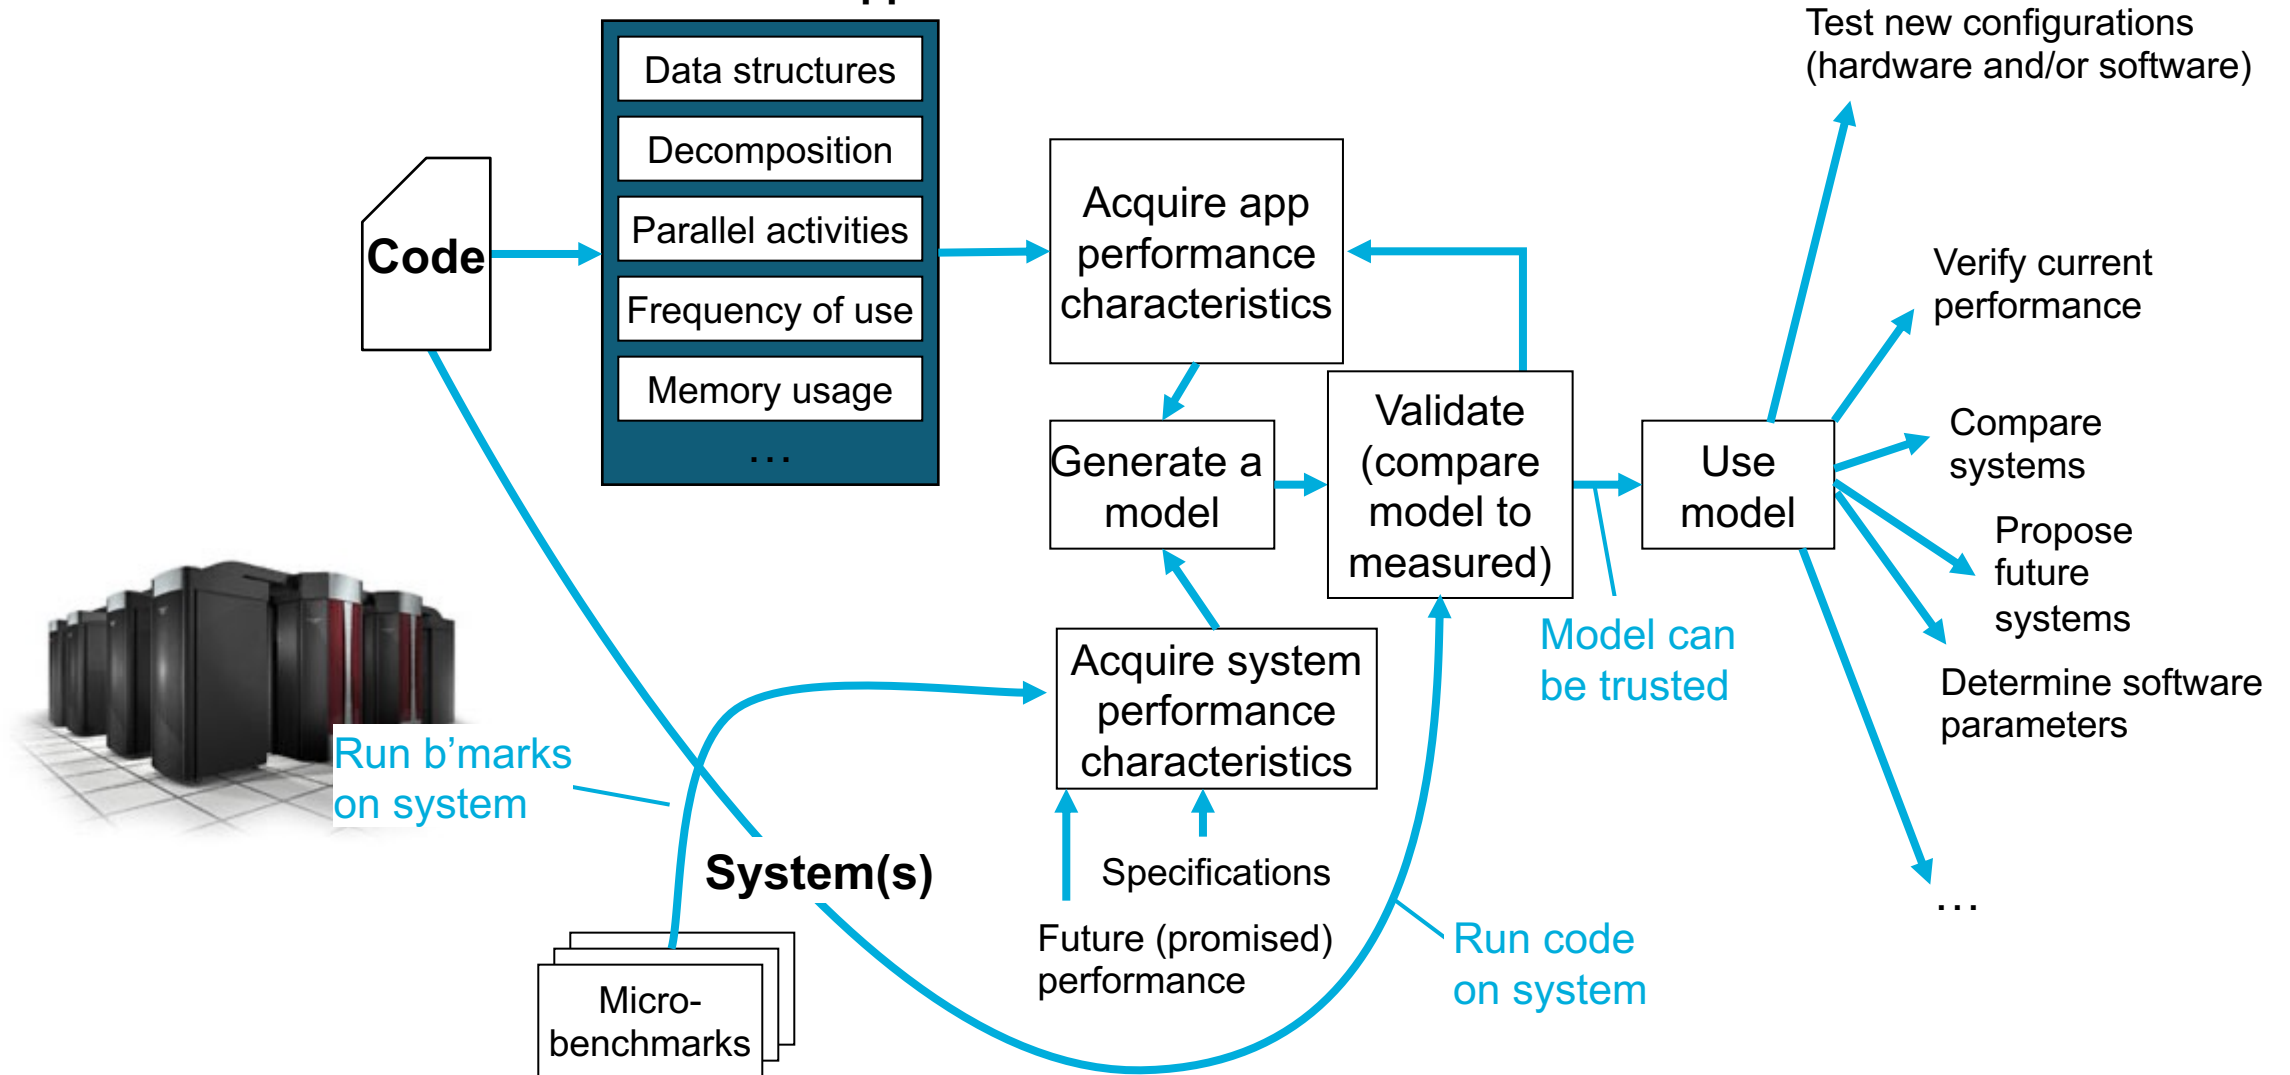 Data structures
Decomposition
Parallel activities
Frequency of use
Memory usage
...
Code
Acquire app
performance
characteristics
Generate a
model
Validate
(compare
model to
measured)
Use
model
Model can
be trusted
Test new configurations
(hardware and/or software)
Verify current
performance
Compare
systems
Propose
future
systems
Determine software
parameters
...
Acquire system
performance
characteristics
Run b’marks
on system
System(s)
Specifications
Future (promised)
performance
Run code
on system
Micro-
benchmarks